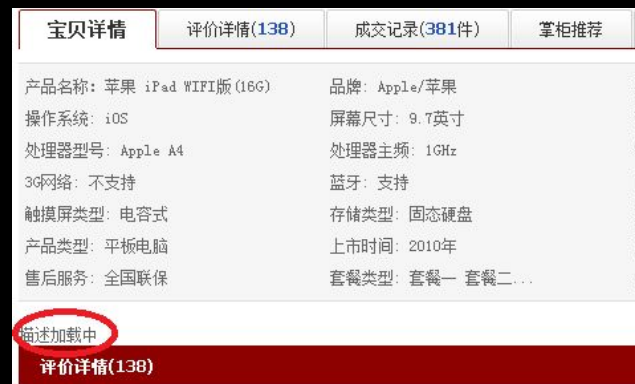 宝贝详情 评价详情(138) 成交记录(381件) 掌柜推荐
产品名称: 苹果 iPad WIFI版(16G) 品牌: Apple/苹果
操作系统: iOS 屏幕尺寸: 9.7英寸
处理器型号: Apple A4 处理器主频: 1GHz
3G网络: 不支持 蓝牙: 支持
触摸屏类型: 电容式 存储类型: 固态硬盘
产品类型: 平板电脑 上市时间: 2010年
售后服务: 全国联保 套餐类型: 套餐一 套餐二...
描述加载中
评价详情(138)